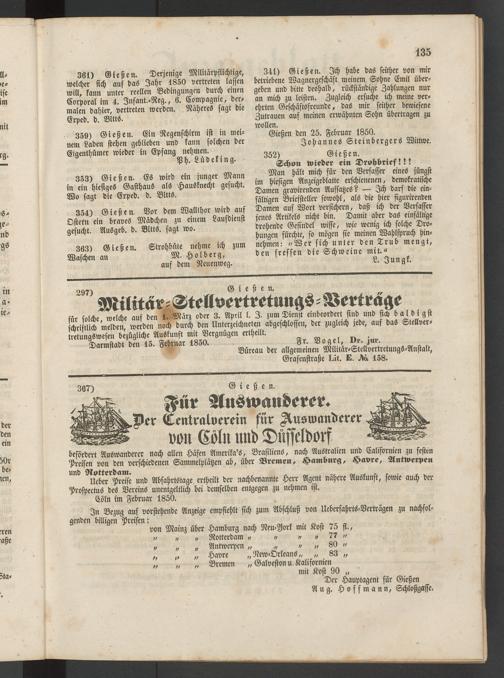 135
361) Gießen. Derjenige Militärpflichtige,
welcher sich auf das Jahr 1850 vertreten lassen
will, kann unter reellen Bedingungen durch einen
Corporal im 4. Infant.-Reg., 6. Compagnie, der-
malen dahier, vertreten werden. Näheres sagt die
Exped. d. Bltts.
359) Gießen. Ein Regenschirm ist in mei-
nem Laden stehen geblieben und kann solchen der
Eigenthümer wieder in Epfang nehmen.
Ph. Lüdeking.
353) Gießen. Es wird ein junger Mann
in ein hiesiges Gasthaus als Hausknecht gesucht.
Wo sagt die Exped. d. Bltts.
354) Gießen Vor dem Wallthor wird auf
Ostern ein braves Mädchen zu einem Laufdienst
gesucht. Ausgeb. d. Bltts. sagt wo.
363) Gießen. Strohhüte nehme ich zum
Waschen an M. Holberg,
auf dem Neuenweg.
341) Gießen. Ich habe das seither von mir
betriebene Wagnergeschäft meinem Sohne Emil über-
geben und bitte deshalb, rückständige Zahlungen nur
an mich zu leisten. Zugleich ersuche ich meine ver-
ehrten Geschäftsfreunde, das mir seither bewiesene
Zutrauen auf meinen erwähnten Sohn übertragen zu
wollen.
Gießen den 25. Februar 1850.
Johannes Steinbergers Witwe.
352) Gießen.
Schon wieder ein Drohbrief!!!
Man hält mich für den Verfasser eines jüngst
im hiesigen Anzeigeblatte erschienenen, demokratische
Damen gravirenden Aufsatzes? — Ich darf die ein-
fältigen Briefsteller sowohl, als die hier figurirenden
Damen auf Wort versichern, daß ich der Verfasser
jenes Artikels nicht bin. Damit aber das einfältige
drohende Gesindel wisse, wie wenig ich solche Dro-
hungen fürchte, so mögen sie meinen Wahlspruch hin-
nehmen: „Wer sich unter den Trub mengt,
den fressen die Schweine mit.“
L. Jungk.
297) Gießen.
Militär-Stellvertretungs-Verträge
für solche, welche auf den 1. März oder 3. April l. J. zum Dienst einbeordert sind und sich baldigst
schriftlich melden, werden noch durch den Unterzeichneten abgeschlossen, der zugleich jede, auf das Stellver-
tretungswesen bezügliche Auskunft mit Vergnügen ertheilt.
Darmstadt den 15. Februar 1850. Fr. Vogel, Dr. jur.
Büreau der allgemeinen Militär-Stellvertretungs-Anstalt,
Grafenstraße Lit. E. № 158.
367) Gießen.
Für Auswanderer.
Der Centralverein für Auswanderer
von Cöln und Düsseldorf
befördert Auswanderer nach allen Häfen Amerika's, Brasiliens, nach Australien und Californien zu festen
Preisen von den verschiedenen Sammelplätzen ab, über Bremen, Hamburg, Havre, Antwerpen
und Rotterdam.
Ueber Preise und Abfahrtstage ertheilt der nachbenannte Herr Agent nähere Auskunft, sowie auch der
Prospectus des Vereins unentgeltlich bei demselben entgegen zu nehmen ist.
Cöln im Februar 1850.
In Bezug auf vorstehende Anzeige empfiehlt sich zum Abschluß von Ueberfahrts-Verträgen zu nachfol-
genden billigen Preisen:
von Mainz über Hamburg nach Neu-York mit Kost 75 fl.,
„ „ „ Rotterdam „ „ „ „ 77 „
„ „ „ Antwerpen „ „ „ „ 80 „
„ „ „ Havre „ New-Orleans „ „ 83 „
„ „ „ Bremen „ Galveston u. Kalifornien
mit Kost 90 „
Der Hauptagent für Gießen
Aug. Hoffmann, Schloßgasse.